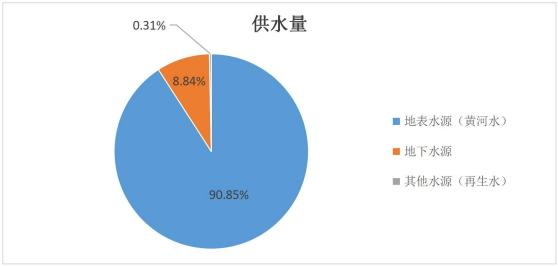 供水量
0.31%
8.84%
90.85%
地表水源（黄河水）
地下水源
其他水源（再生水）